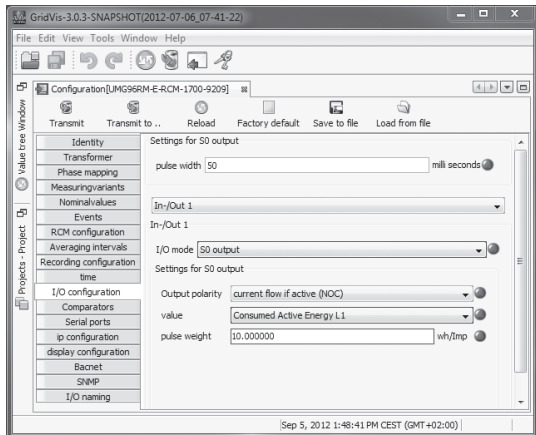 GridVis-3.0.3-SNAPSHOT(2012-07-06_07-41-22)
File Edit View Tools Window Help
Configuration[UMG96RM-E-RCM-1700-9209]
Transmit Transmit to .. Reload Factory default Save to file Load from file
Value tree Window
Projects - Project
Identity
Transformer
Phase mapping
Measuringvariants
Nominalvalues
Events
RCM configuration
Averaging intervals
Recording configuration
time
I/O configuration
Comparators
Serial ports
ip configuration
display configuration
Bacnet
SNMP
I/O naming
Settings for S0 output
pulse width 50 milli seconds
In-/Out 1
In-/Out 1
I/O mode S0 output
Settings for S0 output
Output polarity current flow if active (NOC)
value Consumed Active Energy L1
pulse weight 10.000000 wh/Imp
Sep 5, 2012 1:48:41 PM CEST (GMT+02:00)